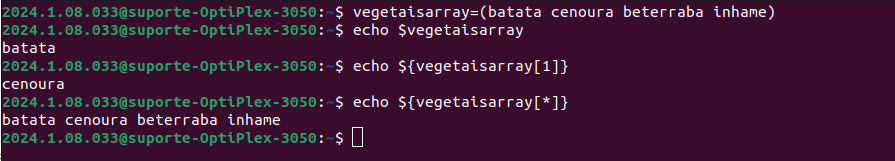 2024.1.08.033@suporte-OptiPlex-3050:~$ vegetaisarray=(batata cenoura beterraba inhame)
2024.1.08.033@suporte-OptiPlex-3050:~$ echo $vegetaisarray
batata
2024.1.08.033@suporte-OptiPlex-3050:~$ echo ${vegetaisarray[1]}
cenoura
2024.1.08.033@suporte-OptiPlex-3050:~$ echo ${vegetaisarray[*]}
batata cenoura beterraba inhame
2024.1.08.033@suporte-OptiPlex-3050:~$